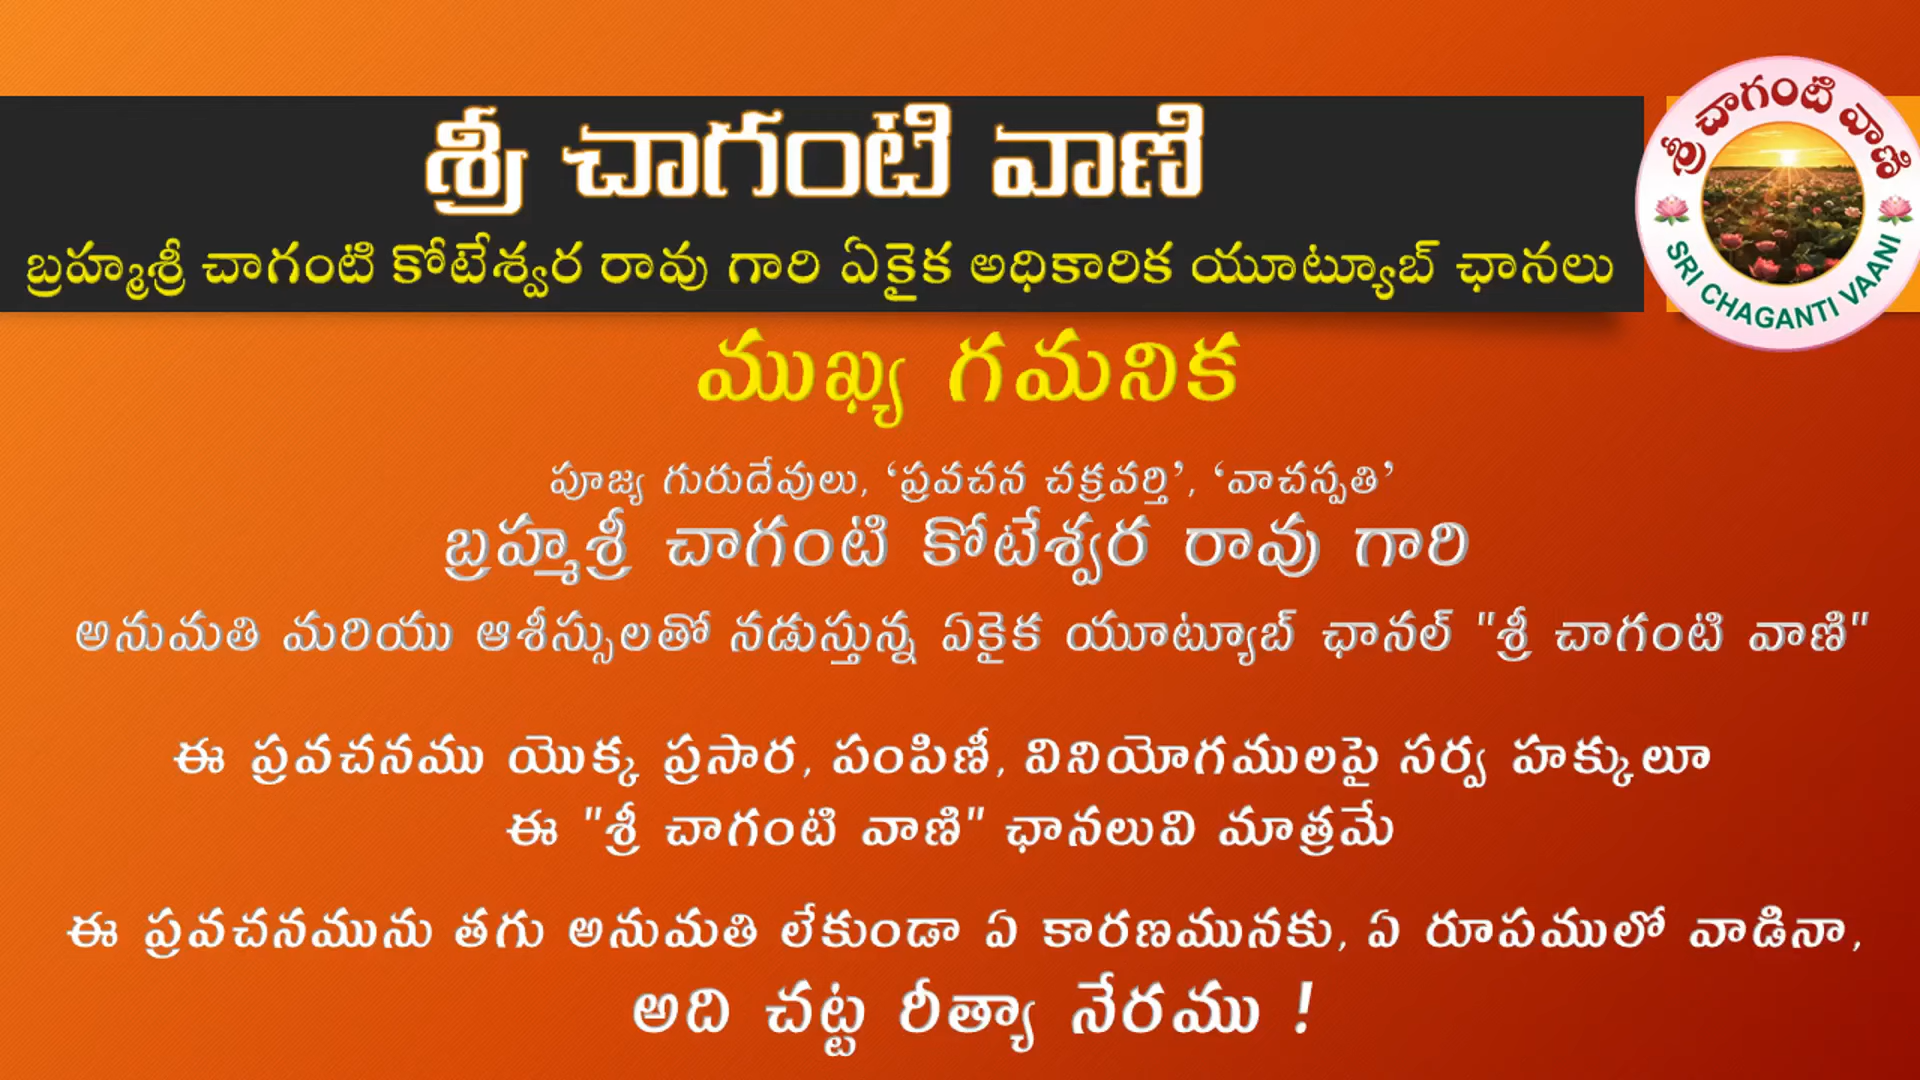 శ్రీ చాగంటి వాణి
బ్రహ్మశ్రీ చాగంటి కోటేశ్వర రావు గారి ఏకైక అధికారిక యూట్యూబ్ ఛానలు
శ్రీ చాగంటి వాణి
SRI CHAGANTI VAANI
ముఖ్య గమనిక
పూజ్య గురుదేవులు, ‘ప్రవచన చక్రవర్తి’, ‘వాచస్పతి’
బ్రహ్మశ్రీ చాగంటి కోటేశ్వర రావు గారి
అనుమతి మరియు ఆశీస్సులతో నడుస్తున్న ఏకైక యూట్యూబ్ ఛానల్ "శ్రీ చాగంటి వాణి"
ఈ ప్రవచనము యొక్క ప్రసార, పంపిణీ, వినియోగములపై సర్వ హక్కులూ
ఈ "శ్రీ చాగంటి వాణి" ఛానలువి మాత్రమే
ఈ ప్రవచనమును తగు అనుమతి లేకుండా ఏ కారణమునకు, ఏ రూపములో వాడినా,
అది చట్ట రీత్యా నేరము !